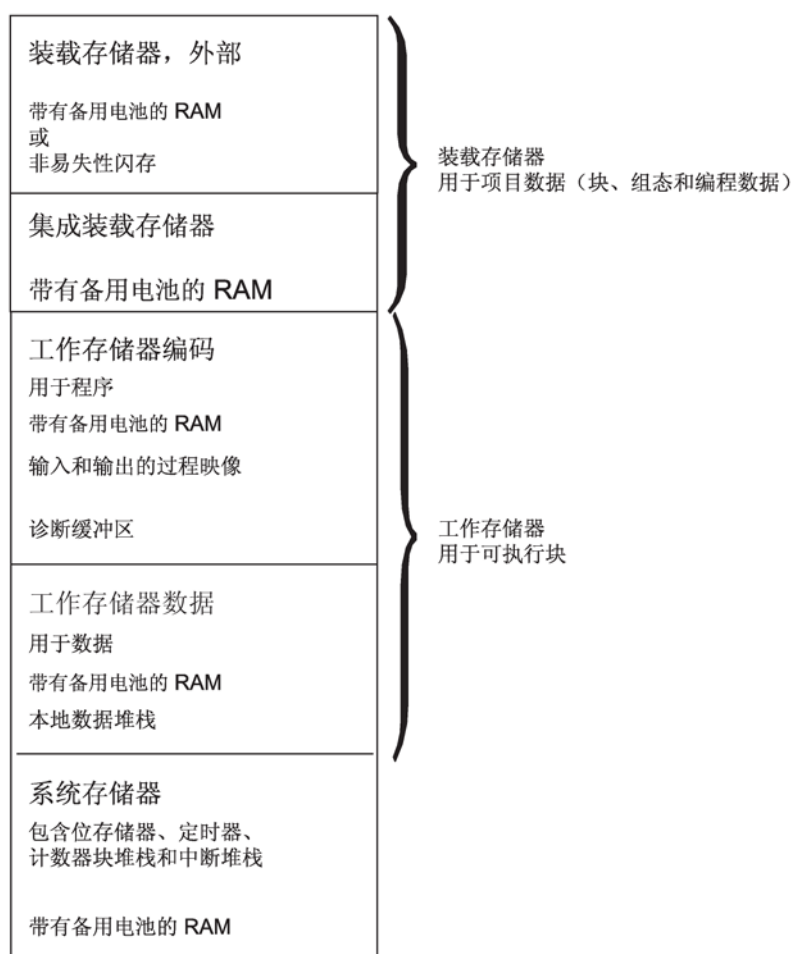 装载存储器，外部
带有备用电池的 RAM
或
非易失性闪存
装载存储器
用于项目数据（块、组态和编程数据）
集成装载存储器
带有备用电池的 RAM
工作存储器编码
用于程序
带有备用电池的 RAM
输入和输出的过程映像
诊断缓冲区
工作存储器
用于可执行块
工作存储器数据
用于数据
带有备用电池的 RAM
本地数据堆栈
系统存储器
包含位存储器、定时器、
计数器块堆栈和中断堆栈
带有备用电池的 RAM